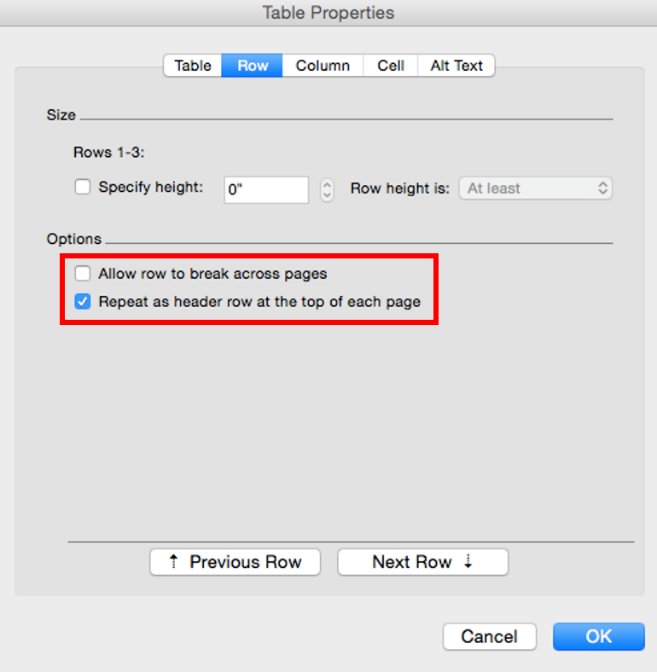 Table Properties
Table Row Column Cell Alt Text
Size
Rows 1-3:
Specify height: 0" Row height is: At least
Options
Allow row to break across pages
Repeat as header row at the top of each page
↑ Previous Row Next Row ↓
Cancel OK